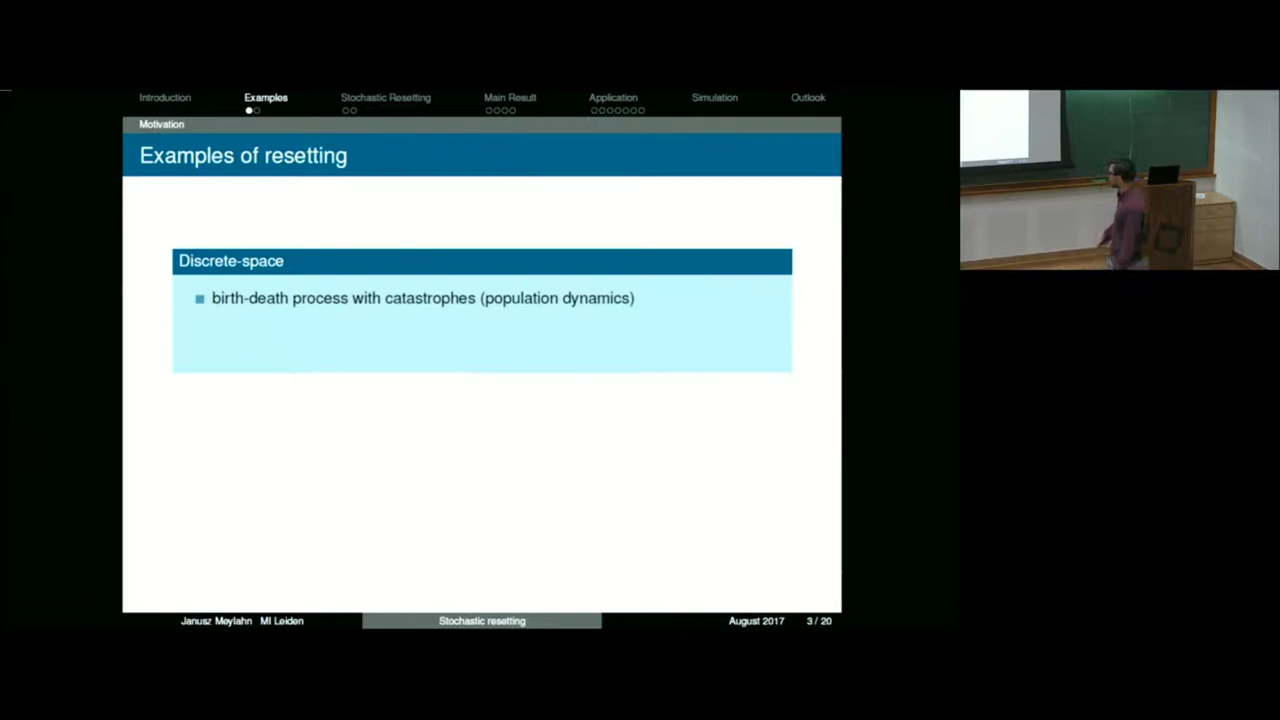 Introduction Examples Stochastic Resetting Main Result Application Simulation Outlook
Motivation
Examples of resetting
Discrete-space
birth-death process with catastrophes (population dynamics)
Janusz Meylahn MI Leiden Stochastic resetting August 2017 3 / 20